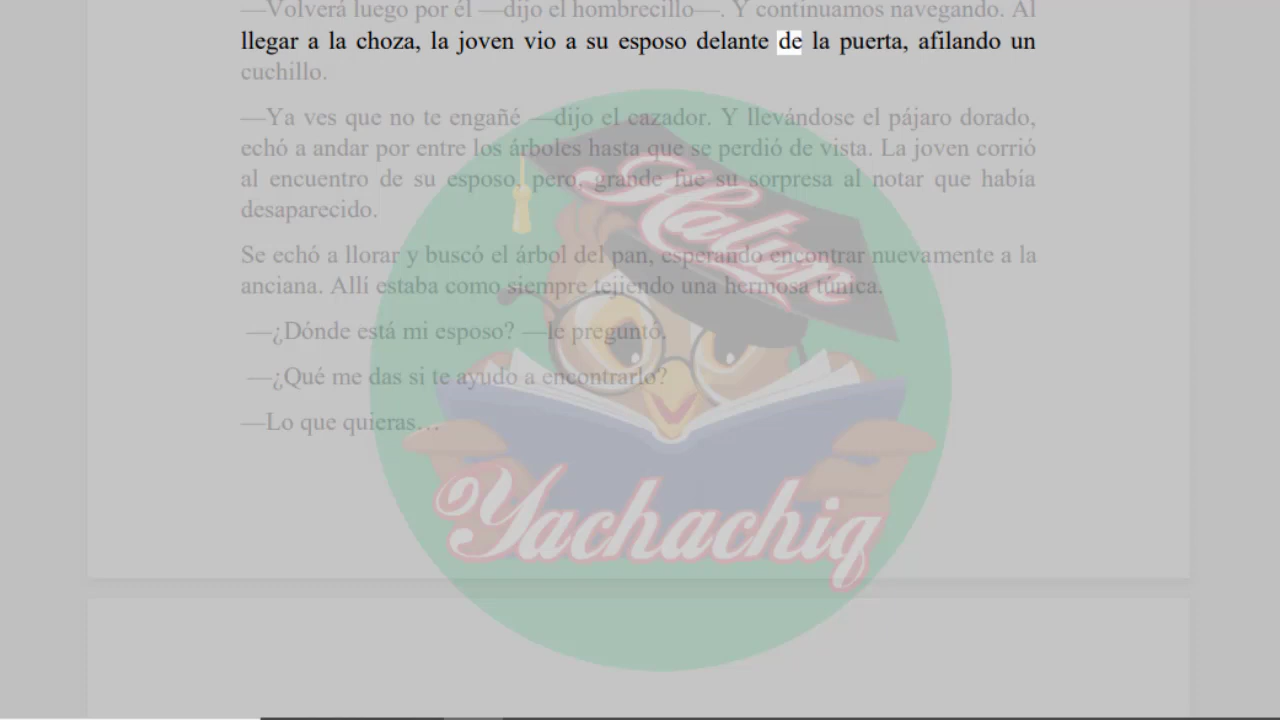 —Volverá luego por él —dijo el hombrecillo—. Y continuamos navegando. Al
llegar a la choza, la joven vio a su esposo delante de la puerta, afilando un
cuchillo.
—Ya ves que no te engañé —dijo el cazador. Y llevándose el pájaro dorado,
echó a andar por entre los árboles hasta que se perdió de vista. La joven corrió
al encuentro de su esposo, pero, grande fue su sorpresa al notar que había
desaparecido.
Se echó a llorar y buscó el árbol del pan, esperando encontrar nuevamente a la
anciana. Allí estaba como siempre tejiendo una hermosa túnica.
—¿Dónde está mi esposo? —le preguntó.
—¿Qué me das si te ayudo a encontrarlo?
—Lo que quieras…
Hatun
Yachachiq